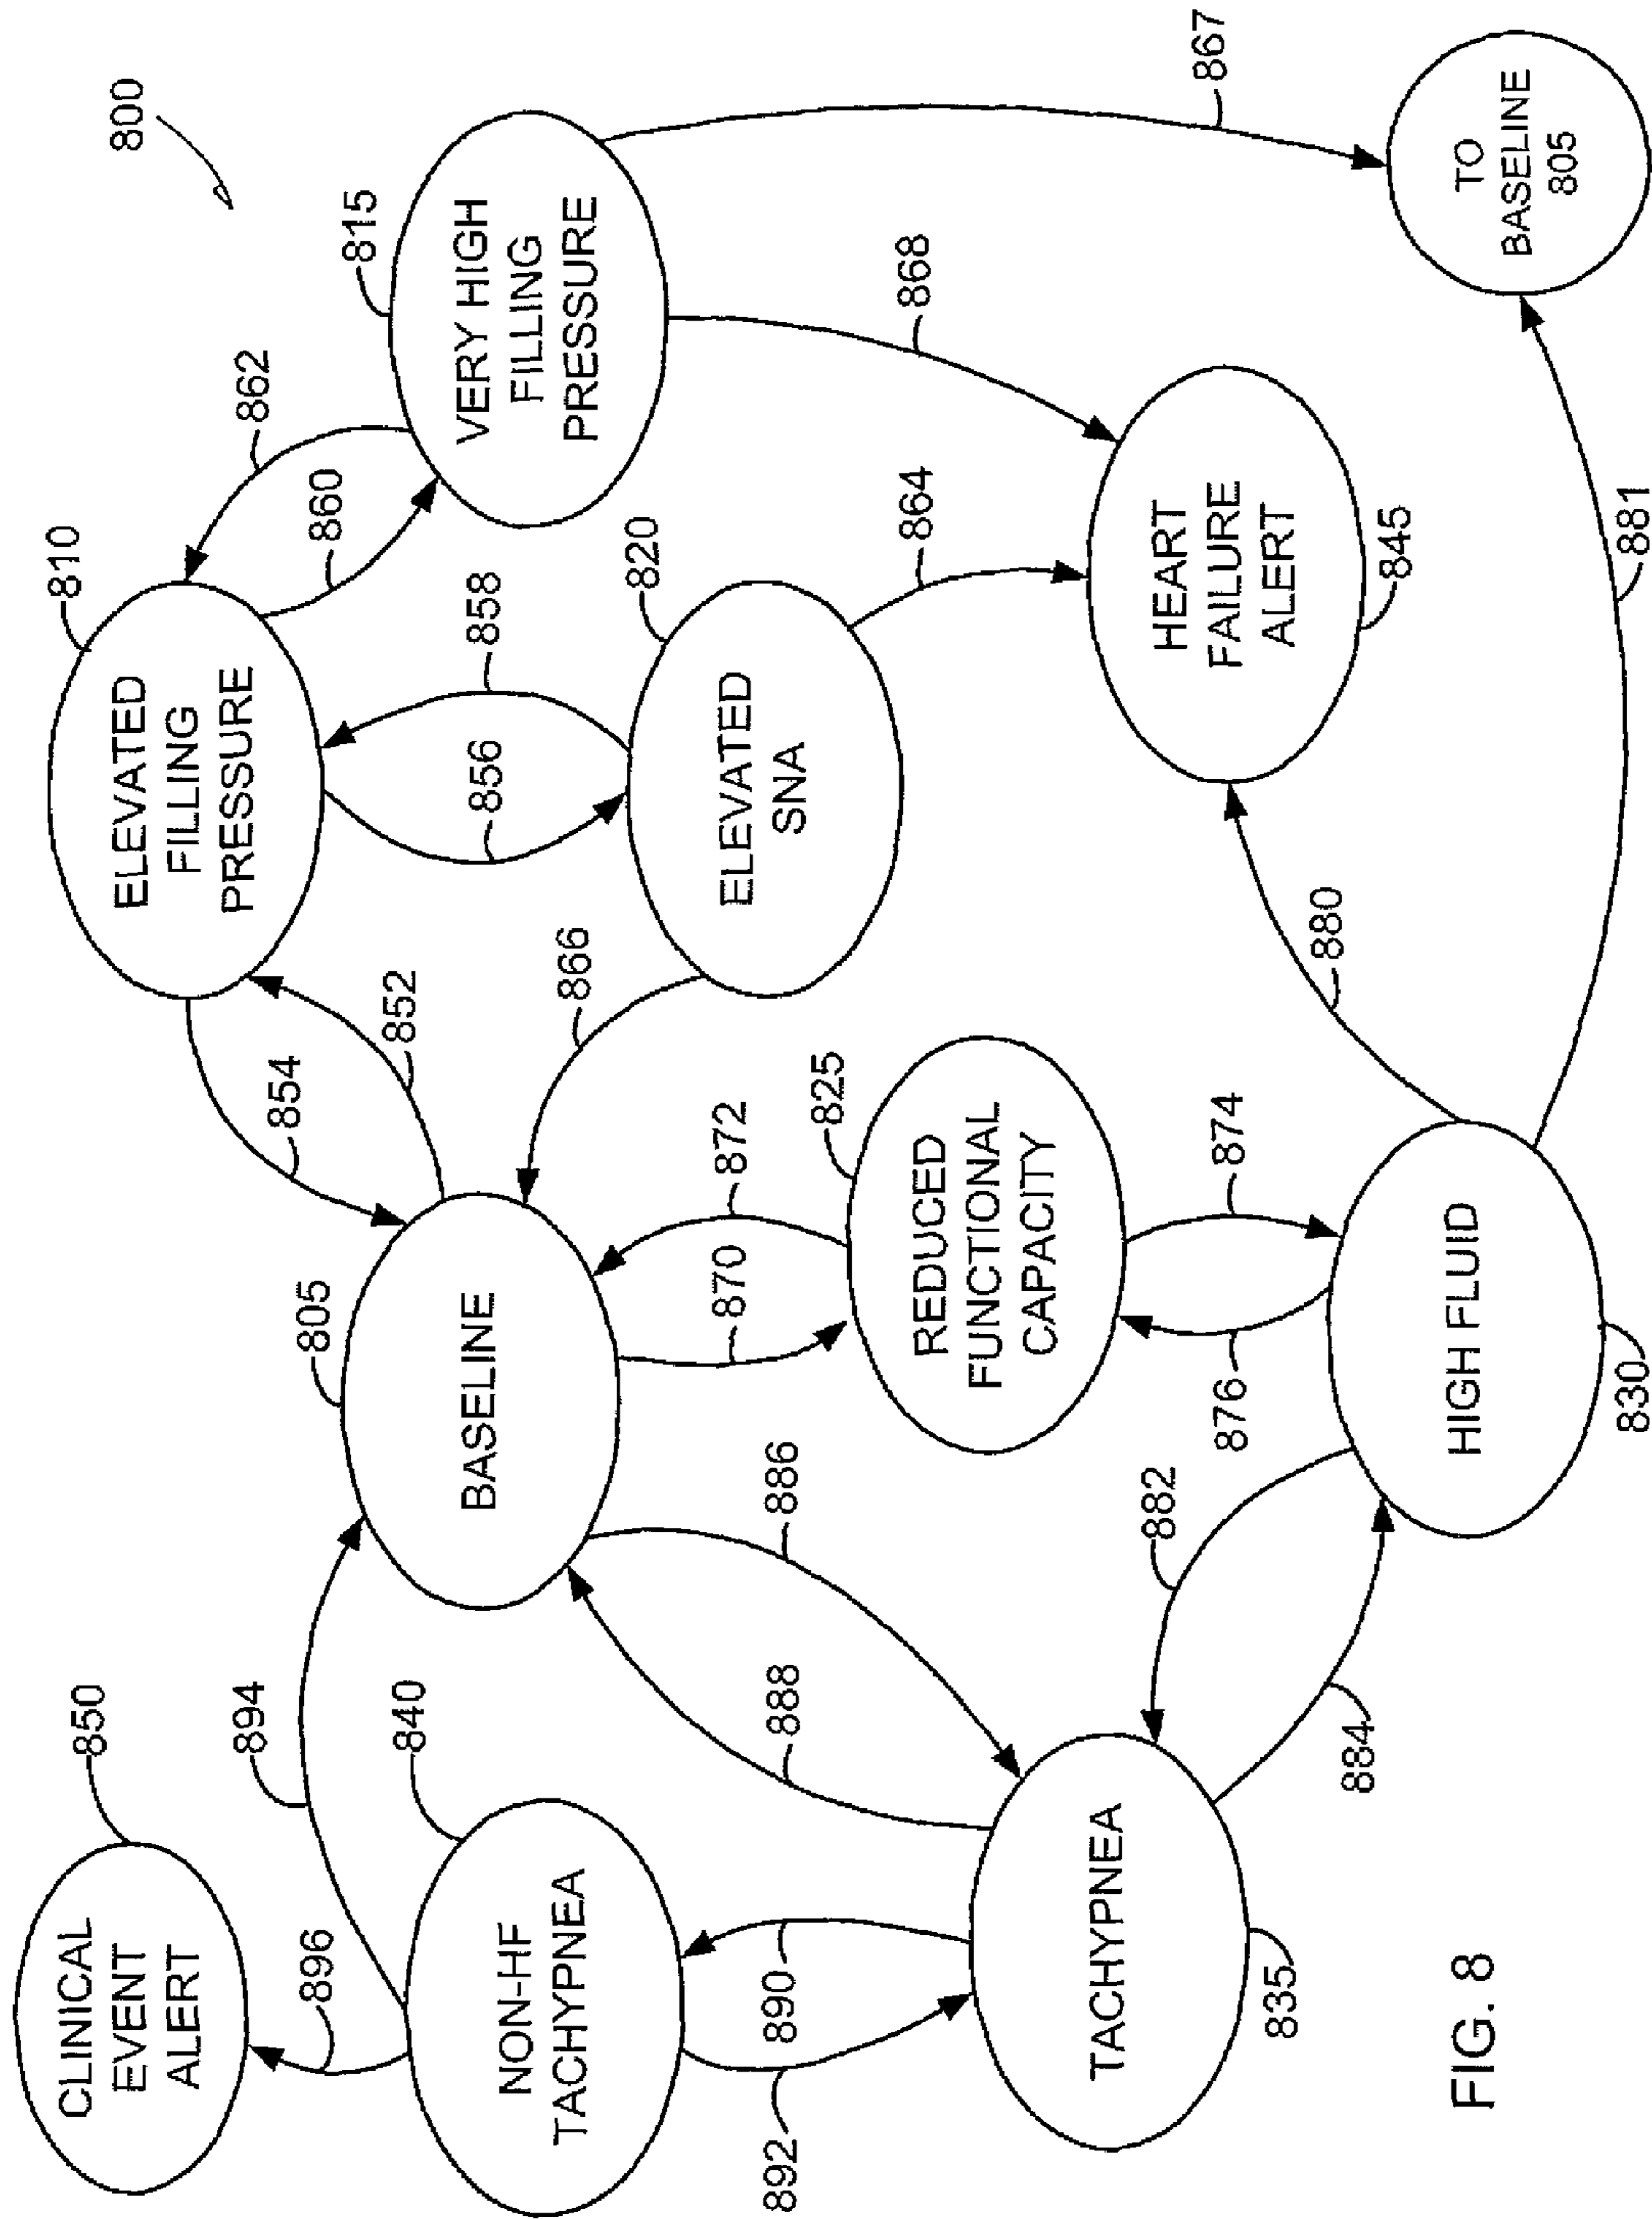 800
CLINICAL
EVENT
ALERT
850
896
894
NON-HF
TACHYPNEA
840
892
890
888
886
TACHYPNEA
835
884
882
BASELINE
805
854
852
866
870
872
REDUCED
FUNCTIONAL
CAPACITY
825
876
874
HIGH FLUID
830
880
881
ELEVATED
FILLING
PRESSURE
810
856
858
860
862
ELEVATED
SNA
820
864
VERY HIGH
FILLING
PRESSURE
815
868
867
HEART
FAILURE
ALERT
845
TO
BASELINE
805
FIG. 8